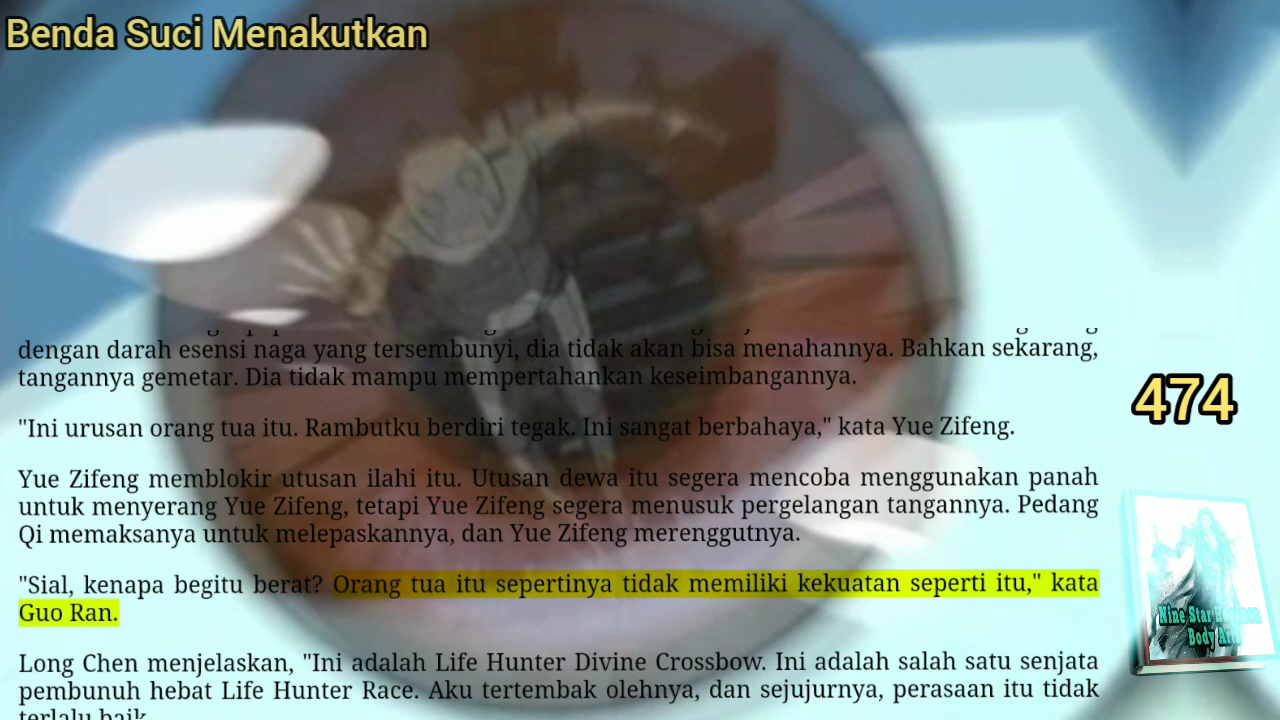 Benda Suci Menakutkan
dengan darah esensi naga yang tersembunyi, dia tidak akan bisa menahannya. Bahkan sekarang,
tangannya gemetar. Dia tidak mampu mempertahankan keseimbangannya.
"Ini urusan orang tua itu. Rambutku berdiri tegak. Ini sangat berbahaya," kata Yue Zifeng.
Yue Zifeng memblokir utusan ilahi itu. Utusan dewa itu segera mencoba menggunakan panah
untuk menyerang Yue Zifeng, tetapi Yue Zifeng segera menusuk pergelangan tangannya. Pedang
Qi memaksanya untuk melepaskannya, dan Yue Zifeng merenggutnya.
"Sial, kenapa begitu berat? Orang tua itu sepertinya tidak memiliki kekuatan seperti itu," kata
Guo Ran.
Long Chen menjelaskan, "Ini adalah Life Hunter Divine Crossbow. Ini adalah salah satu senjata
pembunuh hebat Life Hunter Race. Aku tertembak olehnya, dan sejujurnya, perasaan itu tidak
terlalu baik
474
Nine Star
Body